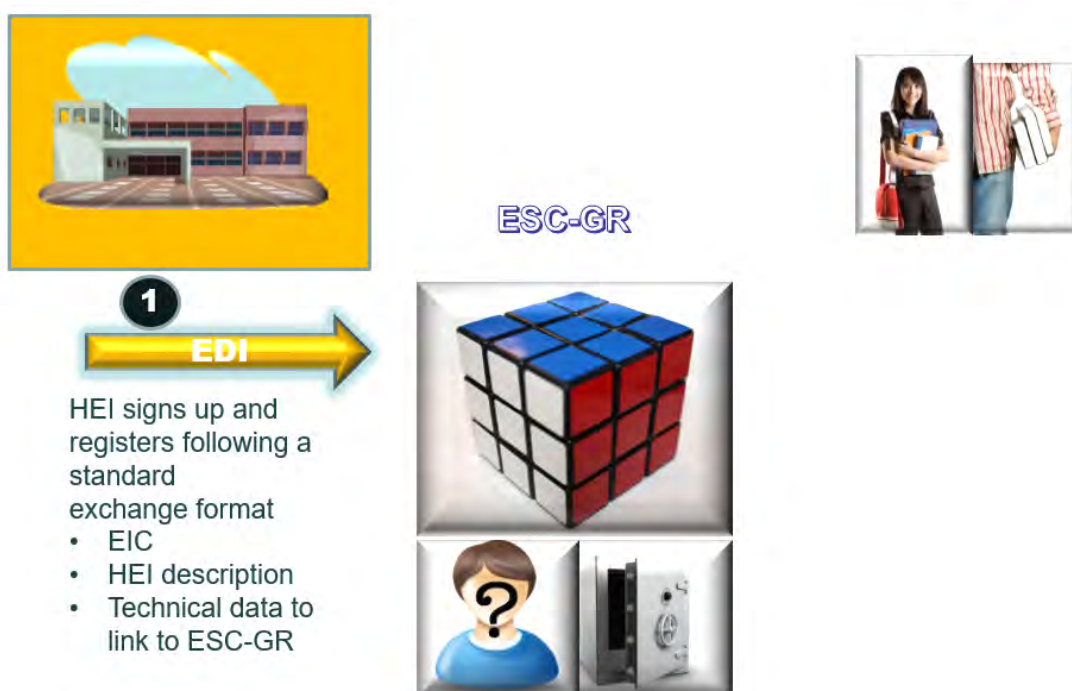 ESC-GR
1
EDI
HEI signs up and
registers following a
standard
exchange format
• EIC
• HEI description
• Technical data to
link to ESC-GR
?